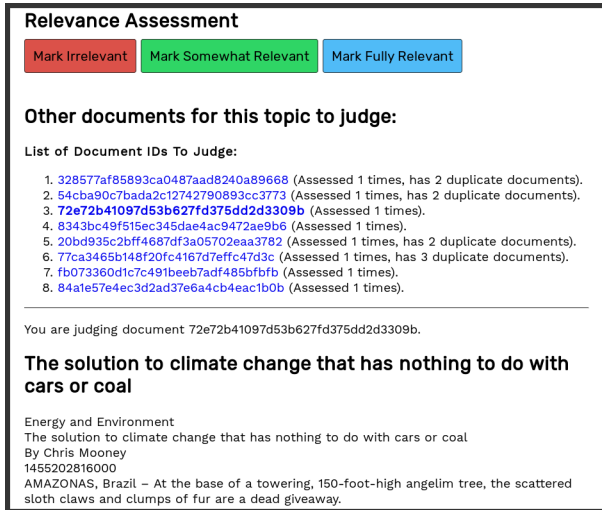 Relevance Assessment
Mark Irrelevant Mark Somewhat Relevant Mark Fully Relevant
Other documents for this topic to judge:
List of Document IDs To Judge:
1. 328577af85893ca0487aad8240a89668 (Assessed 1 times, has 2 duplicate documents).
2. 54cba90c7bada2c12742790893cc3773 (Assessed 1 times, has 2 duplicate documents).
3. 72e72b41097d53b627fd375dd2d3309b (Assessed 1 times).
4. 8343bc49f515ec345dae4ac9472ae9b6 (Assessed 1 times).
5. 20bd935c2bff4687df3a05702eaa3782 (Assessed 1 times, has 2 duplicate documents).
6. 77ca3465b148f20fc4167d7effc47d3c (Assessed 1 times, has 3 duplicate documents).
7. fb073360d1c7c491beeb7adf485bfbfb (Assessed 1 times).
8. 84a1e57e4ec3d2ad37e6a4cb4eac1b0b (Assessed 1 times).
You are judging document 72e72b41097d53b627fd375dd2d3309b.
The solution to climate change that has nothing to do with
cars or coal
Energy and Environment
The solution to climate change that has nothing to do with cars or coal
By Chris Mooney
1455202816000
AMAZONAS, Brazil – At the base of a towering, 150-foot-high angelim tree, the scattered
sloth claws and clumps of fur are a dead giveaway.